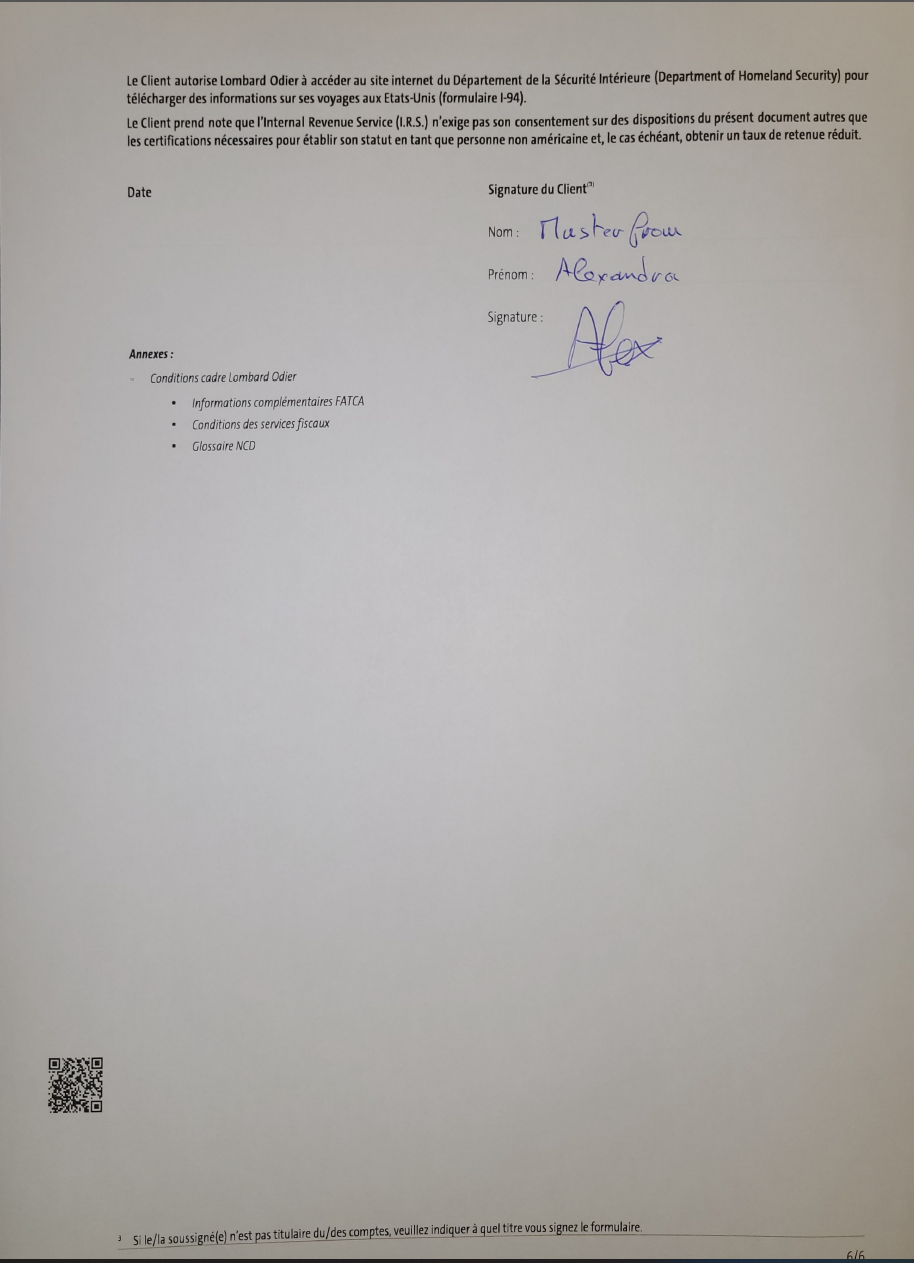 Le Client autorise Lombard Odier à accéder au site internet du Département de la Sécurité Intérieure (Department of Homeland Security) pour
télécharger des informations sur ses voyages aux Etats-Unis (formulaire I-94).
Le Client prend note que l'Internal Revenue Service (I.R.S.) n'exige pas son consentement sur des dispositions du présent document autres que
les certifications nécessaires pour établir son statut en tant que personne non américaine et, le cas échéant, obtenir un taux de retenue réduit.
Date
Signature du Client(3)
Nom : Musterfrau
Prénom : Alexandra
Signature : Alex
Annexes :
- Conditions cadre Lombard Odier
• Informations complémentaires FATCA
• Conditions des services fiscaux
• Glossaire NCD
3 Si le/la soussigné(e) n'est pas titulaire du/des comptes, veuillez indiquer à quel titre vous signez le formulaire.
6/6